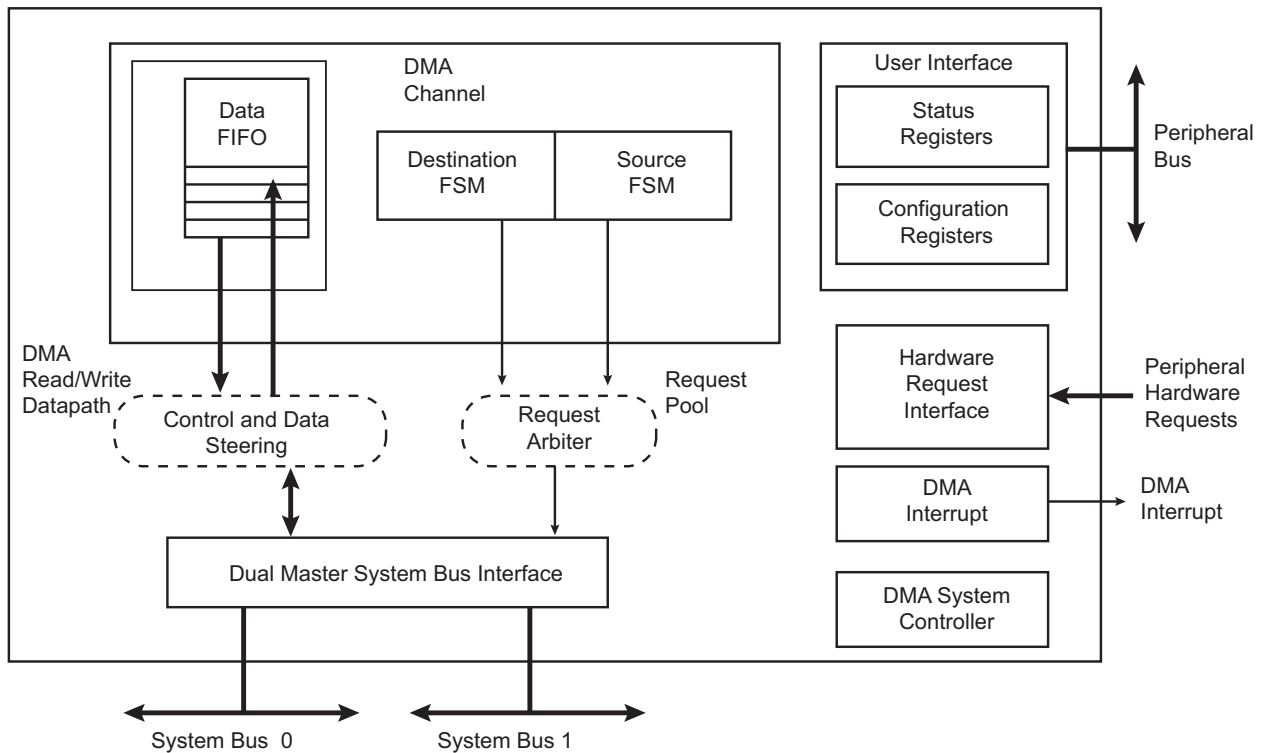 DMA
Channel
Data
FIFO
Destination
FSM
Source
FSM
User Interface
Status
Registers
Configuration
Registers
Peripheral
Bus
DMA
Read/Write
Datapath
Control and Data
Steering
Request
Arbiter
Request
Pool
Hardware
Request
Interface
Peripheral
Hardware
Requests
DMA
Interrupt
DMA
Interrupt
Dual Master System Bus Interface
DMA System
Controller
System Bus 0
System Bus 1